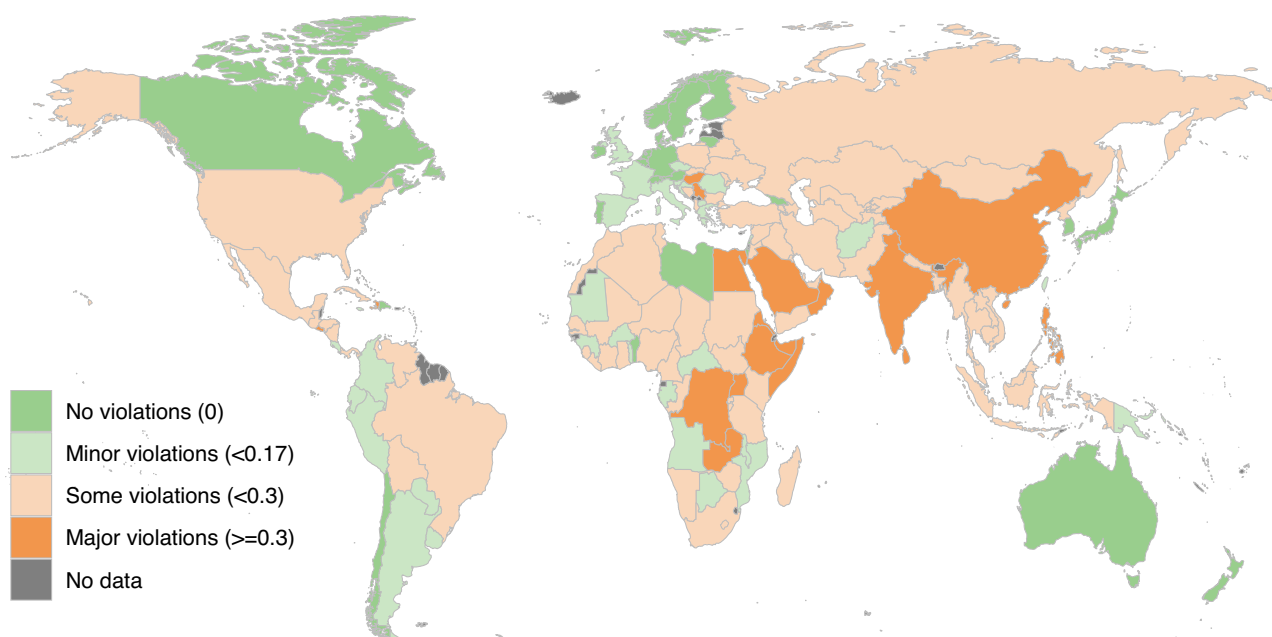 No violations (0)
Minor violations (<0.17)
Some violations (<0.3)
Major violations (>=0.3)
No data